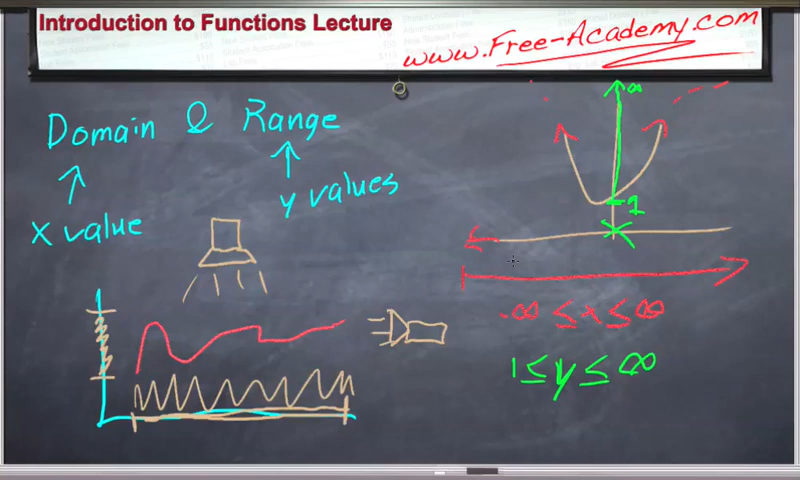 Introduction to Functions Lecture
www.Free-Academy.com
Domain & Range
x value
y values
∞
1
-∞ ≤ x ≤ ∞
1 ≤ y ≤ ∞